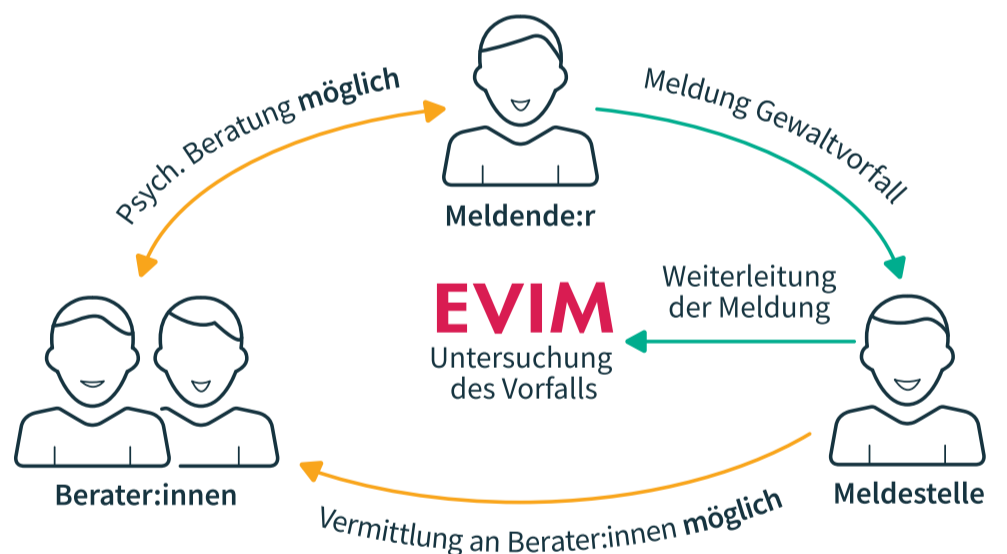 Psych. Beratung möglich
Meldung Gewaltvorfall
Meldende:r
EVIM
Untersuchung
des Vorfalls
Weiterleitung
der Meldung
Berater:innen
Meldestelle
Vermittlung an Berater:innen möglich